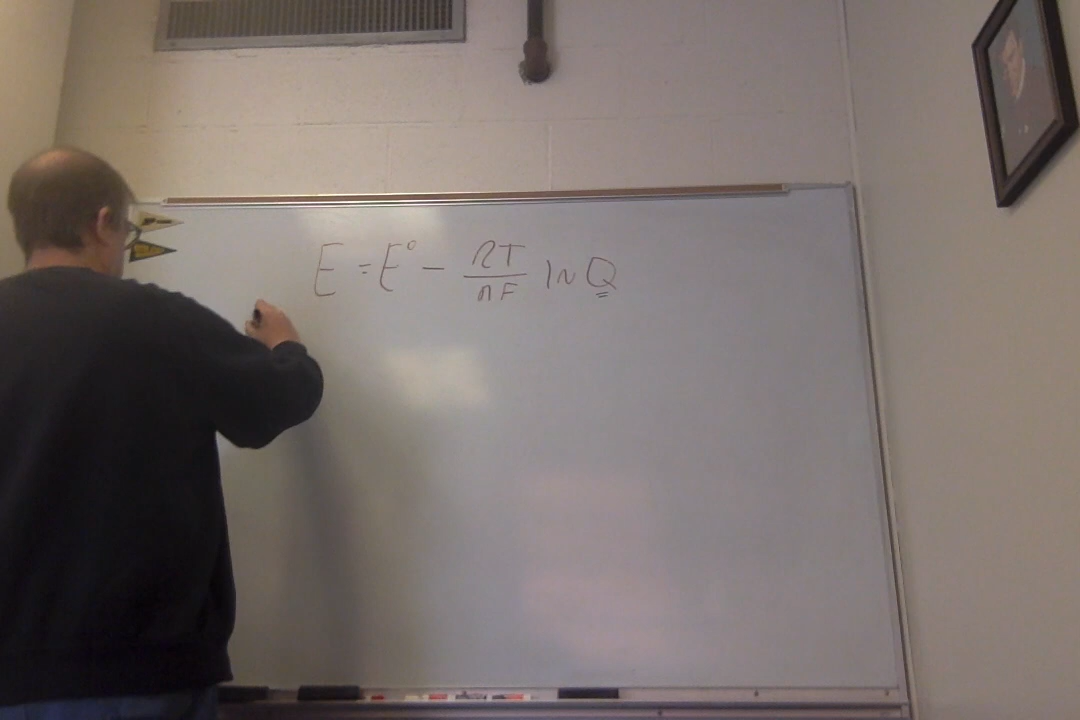 E = E° - RT/nF ln Q